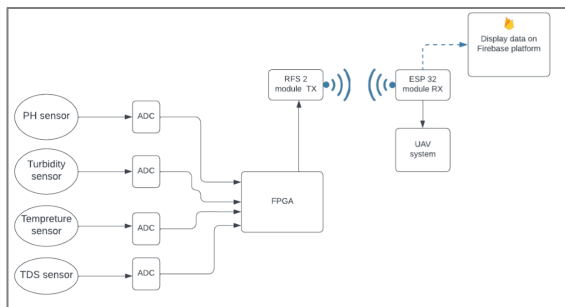 Display data on
Firebase platform
RFS 2
module TX
ESP 32
module RX
PH sensor
ADC
UAV
system
Turbidity
sensor
ADC
FPGA
Tempreture
sensor
ADC
TDS sensor
ADC